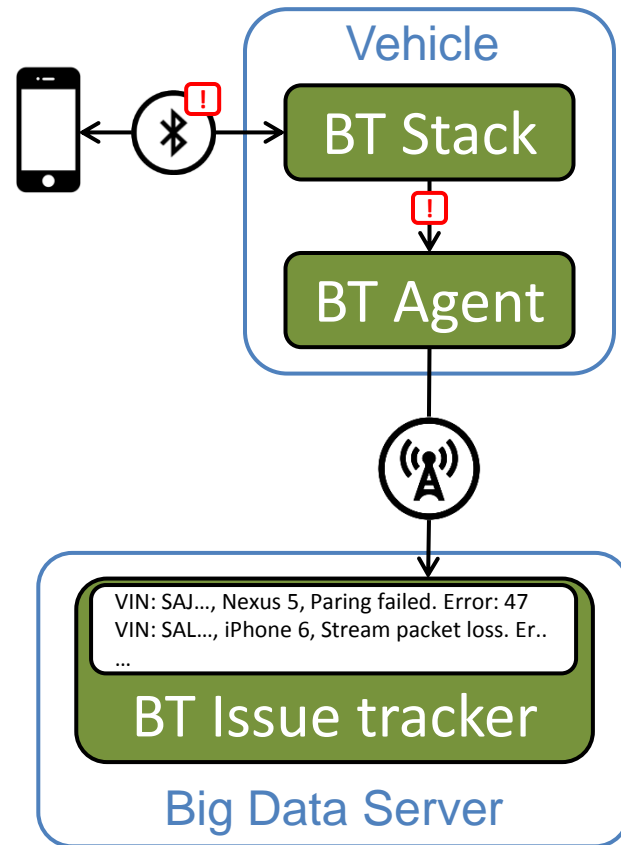 Vehicle
!
BT Stack
!
BT Agent
VIN: SAJ..., Nexus 5, Paring failed. Error: 47
VIN: SAL..., iPhone 6, Stream packet loss. Er..
...
BT Issue tracker
Big Data Server